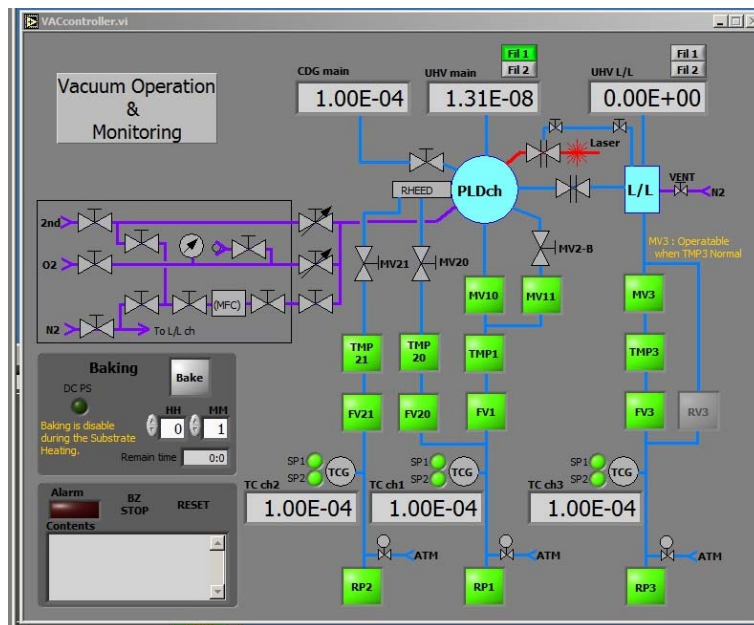 VACcontroller.vi
Vacuum Operation
&
Monitoring
CDG main
1.00E-04
UHV main
Fil 1
Fil 2
1.31E-08
UHV L/L
Fil 1
Fil 2
0.00E+00
Laser
RHEED
PLDch
L/L
VENT
N2
2nd
O2
N2
(MFC)
To L/L ch
MV21
MV20
MV2-B
MV3 : Operatable
when TMP3 Normal
MV10
MV11
MV3
TMP
21
TMP
20
TMP1
TMP3
FV21
FV20
FV1
FV3
RV3
Baking
DC PS
Bake
Baking is disable
during the Substrate
Heating.
HH
MM
0
1
Remain time
0:0
SP1
SP2
TCG
TC ch2
1.00E-04
SP1
SP2
TCG
TC ch1
1.00E-04
SP1
SP2
TCG
TC ch3
1.00E-04
Alarm
BZ
STOP
RESET
Contents
ATM
ATM
ATM
RP2
RP1
RP3